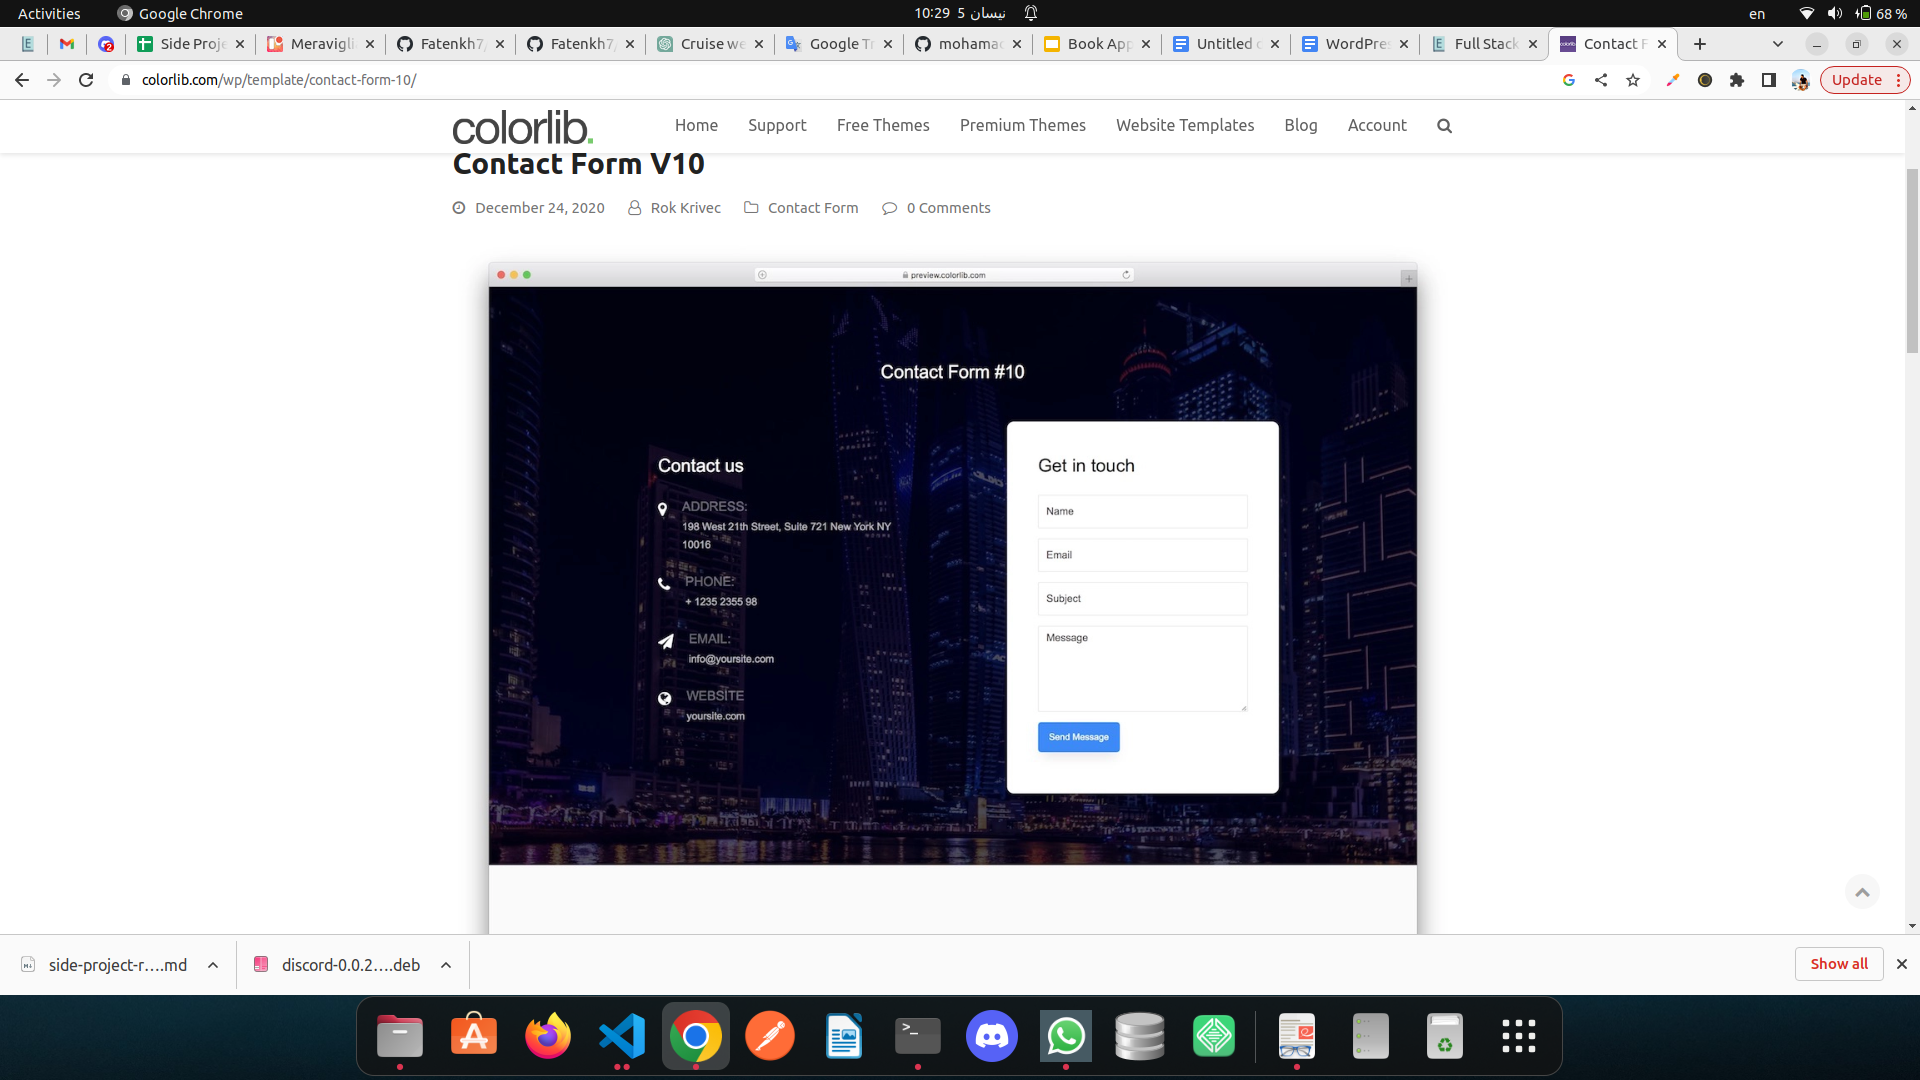 Activities
Google Chrome
10:29 5 نيسان
en
68 %
Side Proje
Meravigli
Fatenkh7
Fatenkh7
Cruise we
Google Tr
mohamad
Book App
Untitled d
WordPres
Full Stack
Contact F
colorlib.com/wp/template/contact-form-10/
Update
colorlib.
Home
Support
Free Themes
Premium Themes
Website Templates
Blog
Account
Contact Form V10
December 24, 2020
Rok Krivec
Contact Form
0 Comments
preview.colorlib.com
Contact Form #10
Contact us
ADDRESS:
198 West 21th Street, Suite 721 New York NY
10016
PHONE:
+ 1235 2355 98
EMAIL:
info@yoursite.com
WEBSITE
yoursite.com
Get in touch
Name
Email
Subject
Message
Send Message
side-project-r....md
discord-0.0.2....deb
Show all